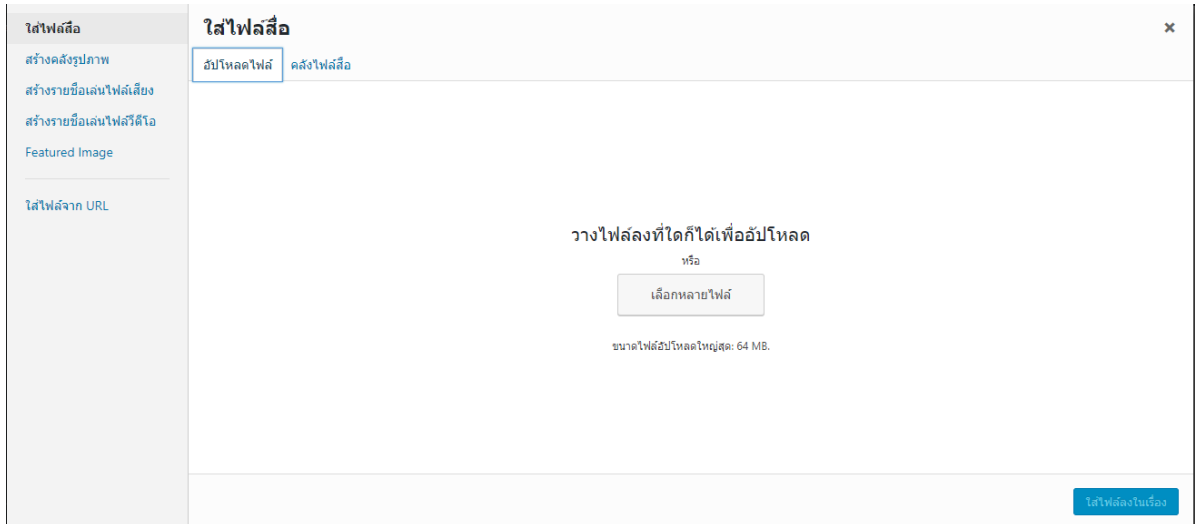 ใส่ไฟล์สื่อ
สร้างคลังรูปภาพ
สร้างรายชื่อเล่นไฟล์เสียง
สร้างรายชื่อเล่นไฟล์วีดีโอ
Featured Image
ใส่ไฟล์จาก URL
ใส่ไฟล์สื่อ
อัปโหลดไฟล์ คลังไฟล์สื่อ
วางไฟล์ลงที่ใดก็ได้เพื่ออัปโหลด
หรือ
เลือกหลายไฟล์
ขนาดไฟล์อัปโหลดใหญ่สุด: 64 MB.
ใส่ไฟล์ลงในเรื่อง